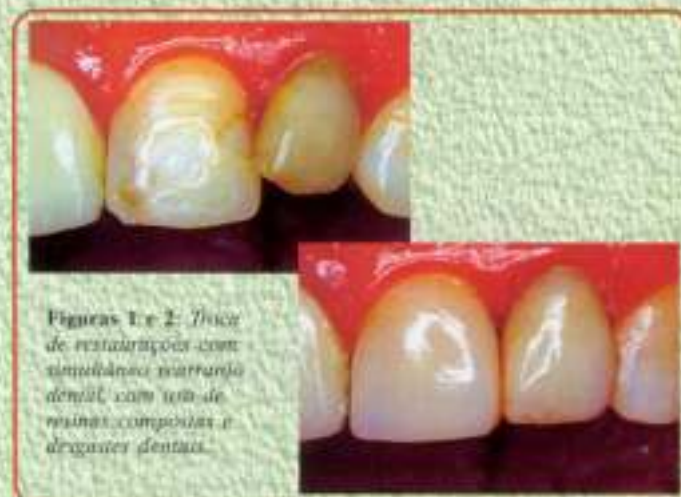 Figuras 1 e 2: Troca
de restaurações com
simultâneo rearranjo
dental, com uso de
resinas compostas e
desgastes dentais.